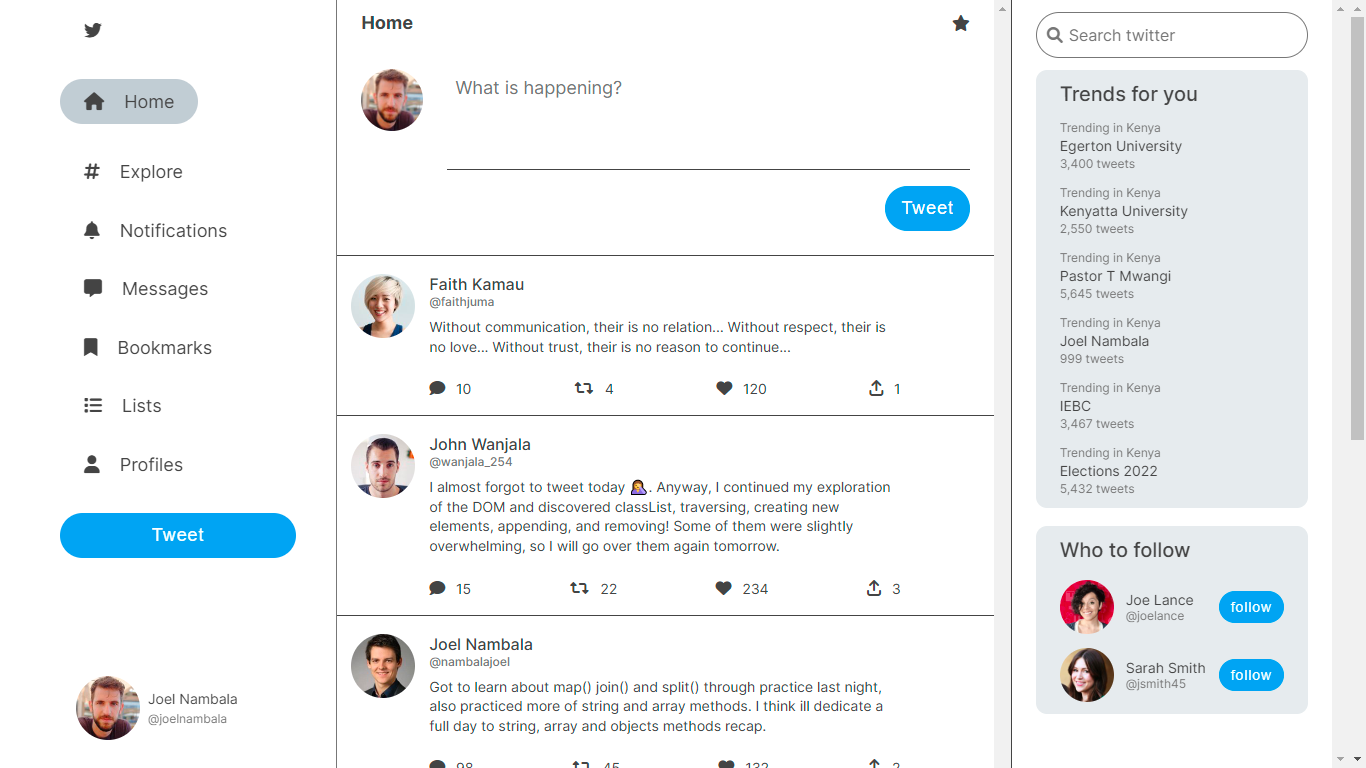 Home
Explore
Notifications
Messages
Bookmarks
Lists
Profiles
Tweet
Joel Nambala
@joelnambala
Home
What is happening?
Tweet
Faith Kamau
@faithjuma
Without communication, their is no relation... Without respect, their is
no love... Without trust, their is no reason to continue...
10 4 120 1
John Wanjala
@wanjala_254
I almost forgot to tweet today 🤦‍♀️. Anyway, I continued my exploration
of the DOM and discovered classList, traversing, creating new
elements, appending, and removing! Some of them were slightly
overwhelming, so I will go over them again tomorrow.
15 22 234 3
Joel Nambala
@nambalajoel
Got to learn about map() join() and split() through practice last night,
also practiced more of string and array methods. I think ill dedicate a
full day to string, array and objects methods recap.
98 45 132 2
Search twitter
Trends for you
Trending in Kenya
Egerton University
3,400 tweets
Trending in Kenya
Kenyatta University
2,550 tweets
Trending in Kenya
Pastor T Mwangi
5,645 tweets
Trending in Kenya
Joel Nambala
999 tweets
Trending in Kenya
IEBC
3,467 tweets
Trending in Kenya
Elections 2022
5,432 tweets
Who to follow
Joe Lance
@joelance
follow
Sarah Smith
@jsmith45
follow